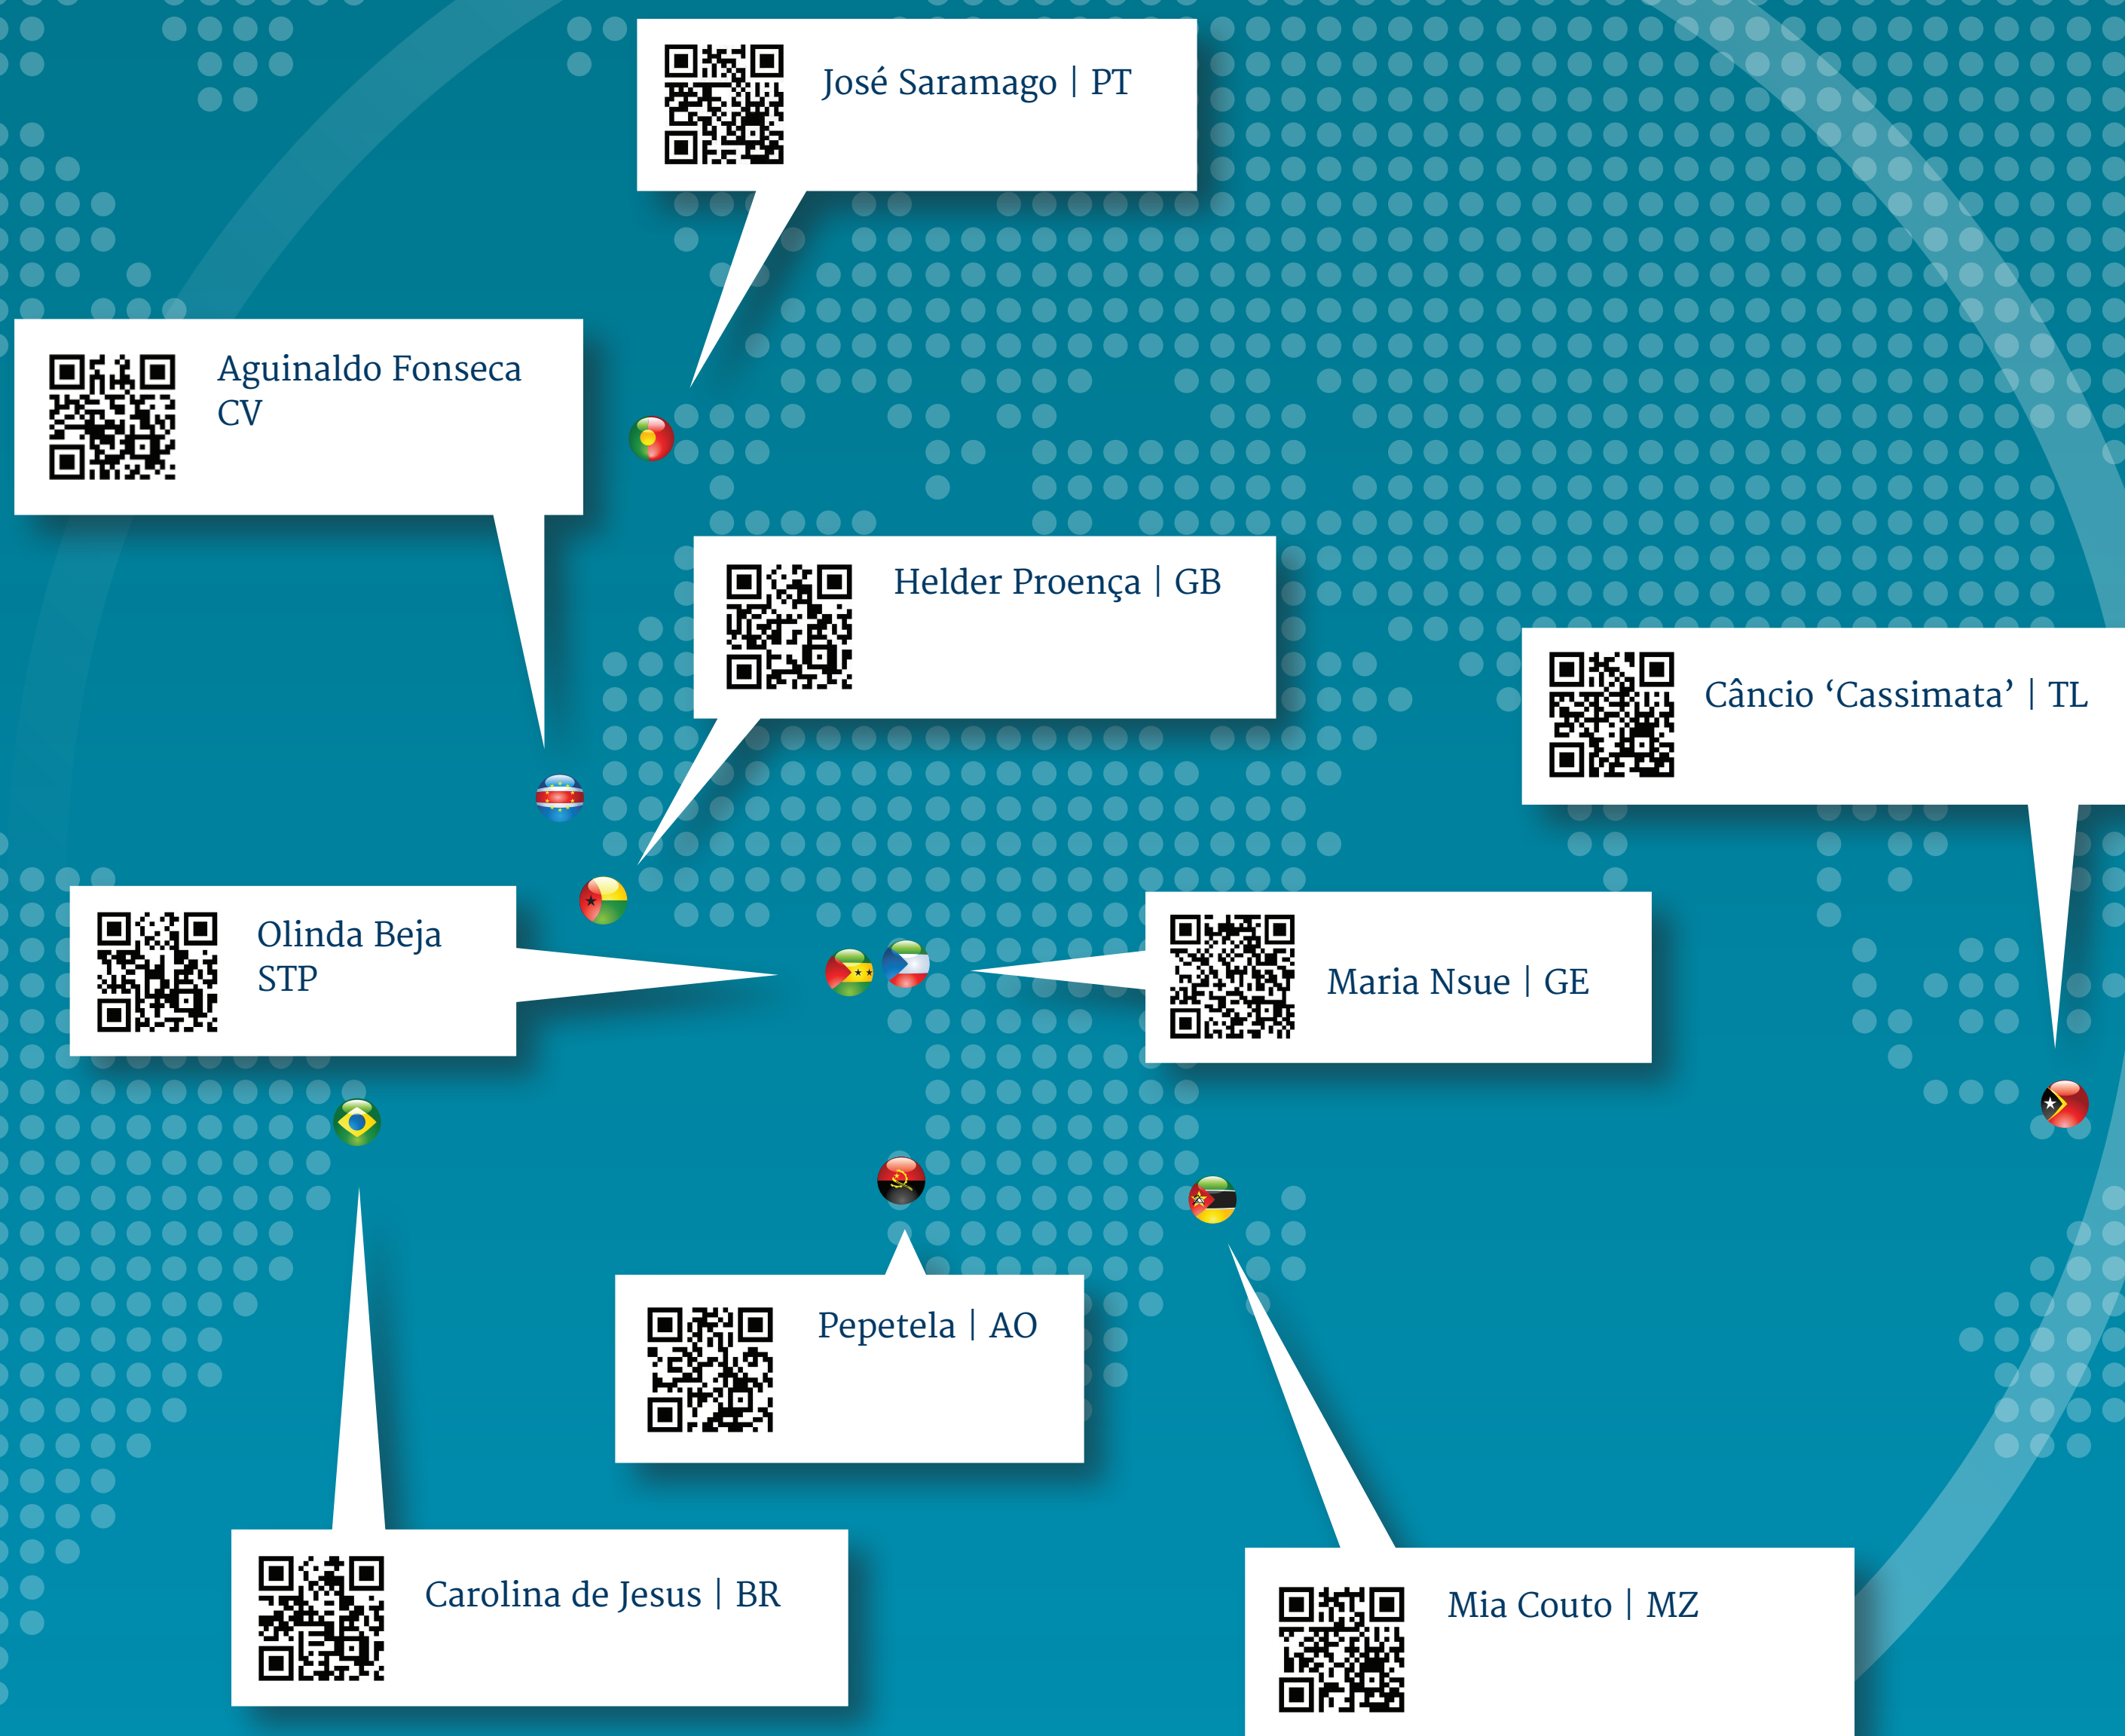 José Saramago | PT
Aguinaldo Fonseca
CV
Helder Proença | GB
Câncio ‘Cassimata’ | TL
Olinda Beja
STP
Maria Nsue | GE
Pepetela | AO
Carolina de Jesus | BR
Mia Couto | MZ